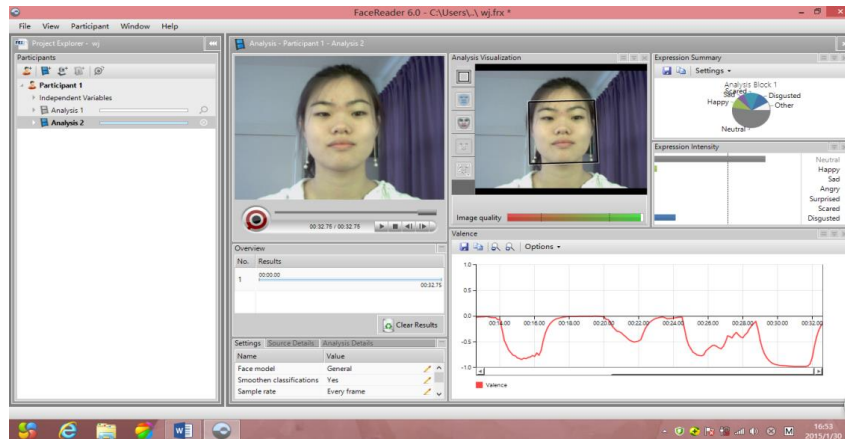 FaceReader 6.0 - C:\Users\..\ wj.frx *
File View Participant Window Help
Project Explorer - wj
Participants
Participant 1
Independent Variables
Analysis 1
Analysis 2
Analysis - Participant 1 - Analysis 2
00:32.75 / 00:32.75
Overview
No. Results
1 00:00.00
00:32.75
Clear Results
Settings Source Details Analysis Details
Name Value
Face model General
Smoothen classifications Yes
Sample rate Every frame
Analysis Visualization
Image quality
Expression Summary
Settings
Analysis Block 1
Scared
Sad
Disgusted
Happy
Other
Neutral
Expression Intensity
Neutral
Happy
Sad
Angry
Surprised
Scared
Disgusted
Valence
Options
1.0
0.5
0.0
00:14.00 00:16.00 00:18.00 00:20.00 00:22.00 00:24.00 00:26.00 00:28.00 00:30.00 00:32.00
-0.5
-1.0
Valence
16:53
2015/1/30